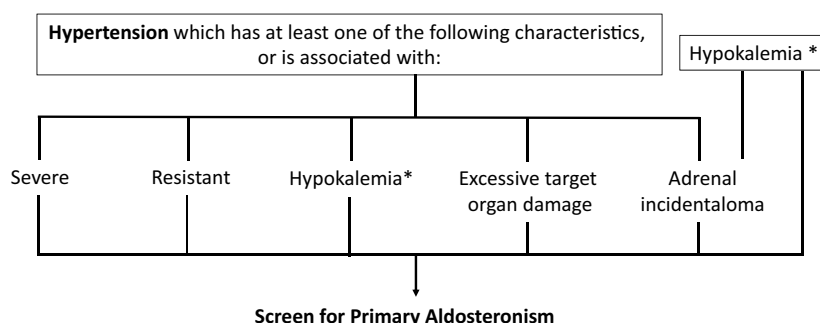 Hypertension which has at least one of the following characteristics,
or is associated with:
Hypokalemia *
Severe
Resistant
Hypokalemia*
Excessive target
organ damage
Adrenal
incidentaloma
Screen for Primary Aldosteronism